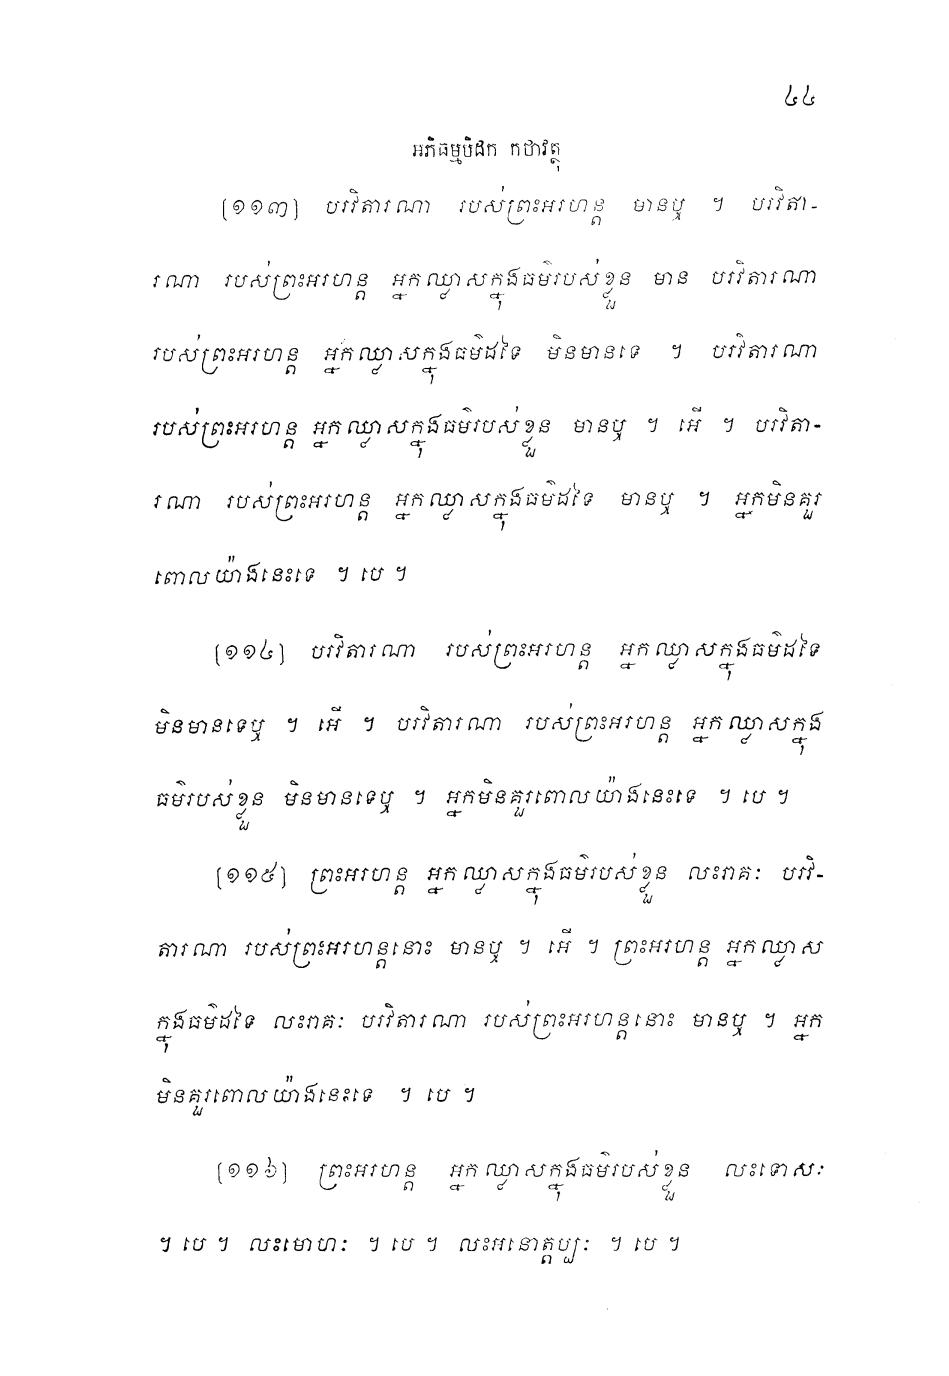 ៤៤
អភិធម្មបិដក កថាវត្ថុ
[១១៣] បរវិតារណា របស់ព្រះអរហន្ត មានឬ ។ បរវិតា-
រណា របស់ព្រះអរហន្ត អ្នកឈ្លាសក្នុងធម៌របស់ខ្លួន មាន បរវិតារណា
របស់ព្រះអរហន្ត អ្នកឈ្លាសក្នុងធម៌ដទៃ មិនមានទេ ។ បរវិតារណា
របស់ព្រះអរហន្ត អ្នកឈ្លាសក្នុងធម៌របស់ខ្លួន មានឬ ។ អើ ។ បរវិតា-
រណា របស់ព្រះអរហន្ត អ្នកឈ្លាសក្នុងធម៌ដទៃ មានឬ ។ អ្នកមិនគួរ
ពោលយ៉ាងនេះទេ ។ បេ ។
[១១៤] បរវិតារណា របស់ព្រះអរហន្ត អ្នកឈ្លាសក្នុងធម៌ដទៃ
មិនមានទេឬ ។ អើ ។ បរវិតារណា របស់ព្រះអរហន្ត អ្នកឈ្លាសក្នុង
ធម៌របស់ខ្លួន មិនមានទេឬ ។ អ្នកមិនគួរពោលយ៉ាងនេះទេ ។ បេ ។
[១១៥] ព្រះអរហន្ត អ្នកឈ្លាសក្នុងធម៌របស់ខ្លួន លះរាគៈ បរវិ-
តារណា របស់ព្រះអរហន្តនោះ មានឬ ។ អើ ។ ព្រះអរហន្ត អ្នកឈ្លាស
ក្នុងធម៌ដទៃ លះរាគៈ បរវិតារណា របស់ព្រះអរហន្តនោះ មានឬ ។ អ្នក
មិនគួរពោលយ៉ាងនេះទេ ។ បេ ។
[១១៦] ព្រះអរហន្ត អ្នកឈ្លាសក្នុងធម៌របស់ខ្លួន លះទោសៈ
។ បេ ។ លះមោហៈ ។ បេ ។ លះអនោត្តប្បៈ ។ បេ ។